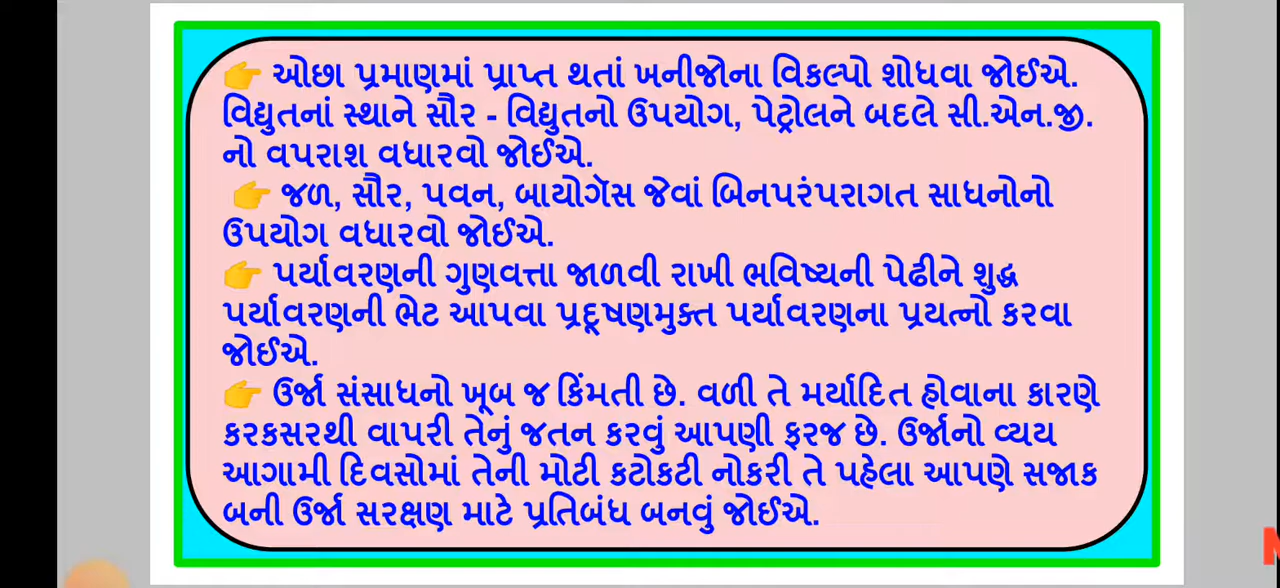 👉 ઓછા પ્રમાણમાં પ્રાપ્ત થતાં ખનીજોના વિકલ્પો શોધવા જોઈએ.
વિદ્યુતનાં સ્થાને સૌર - વિદ્યુતનો ઉપયોગ, પેટ્રોલને બદલે સી.એન.જી.
નો વપરાશ વધારવો જોઈએ.
👉 જળ, સૌર, પવન, બાયોગૅસ જેવાં બિનપરંપરાગત સાધનોનો
ઉપયોગ વધારવો જોઈએ.
👉 પર્યાવરણની ગુણવત્તા જાળવી રાખી ભવિષ્યની પેઢીને શુદ્ધ
પર્યાવરણની ભેટ આપવા પ્રદૂષણમુક્ત પર્યાવરણના પ્રયત્નો કરવા
જોઈએ.
👉 ઉર્જા સંસાધનો ખૂબ જ કિંમતી છે. વળી તે મર્યાદિત હોવાના કારણે
કરકસરથી વાપરી તેનું જતન કરવું આપણી ફરજ છે. ઉર્જાનો વ્યય
આગામી દિવસોમાં તેની મોટી કટોકટી નોકરી તે પહેલા આપણે સજાક
બની ઉર્જા સરક્ષણ માટે પ્રતિબંધ બનવું જોઈએ.